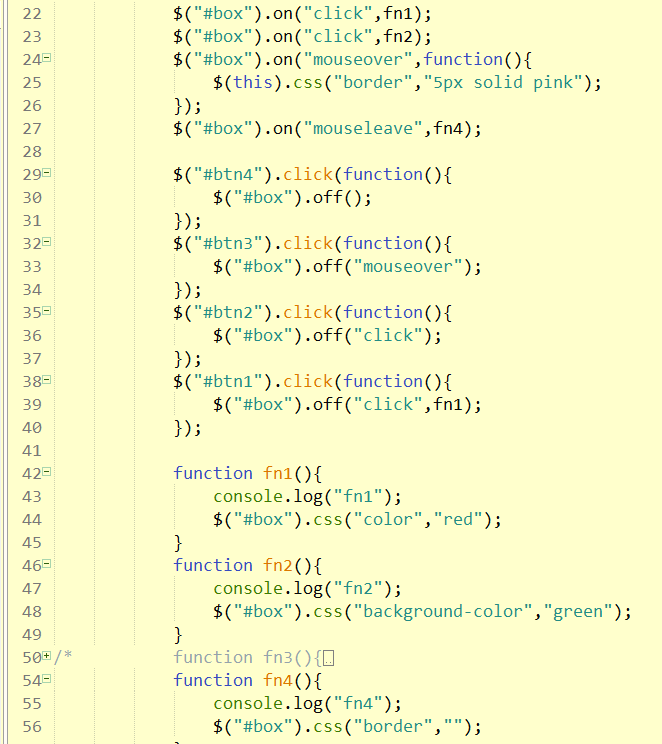 22 $("#box").on("click",fn1);
23 $("#box").on("click",fn2);
24 $("#box").on("mouseover",function(){
25 $(this).css("border","5px solid pink");
26 });
27 $("#box").on("mouseleave",fn4);
28
29 $("#btn4").click(function(){
30 $("#box").off();
31 });
32 $("#btn3").click(function(){
33 $("#box").off("mouseover");
34 });
35 $("#btn2").click(function(){
36 $("#box").off("click");
37 });
38 $("#btn1").click(function(){
39 $("#box").off("click",fn1);
40 });
41
42 function fn1(){
43 console.log("fn1");
44 $("#box").css("color","red");
45 }
46 function fn2(){
47 console.log("fn2");
48 $("#box").css("background-color","green");
49 }
50 /* function fn3(){..
54 function fn4(){
55 console.log("fn4");
56 $("#box").css("border","");